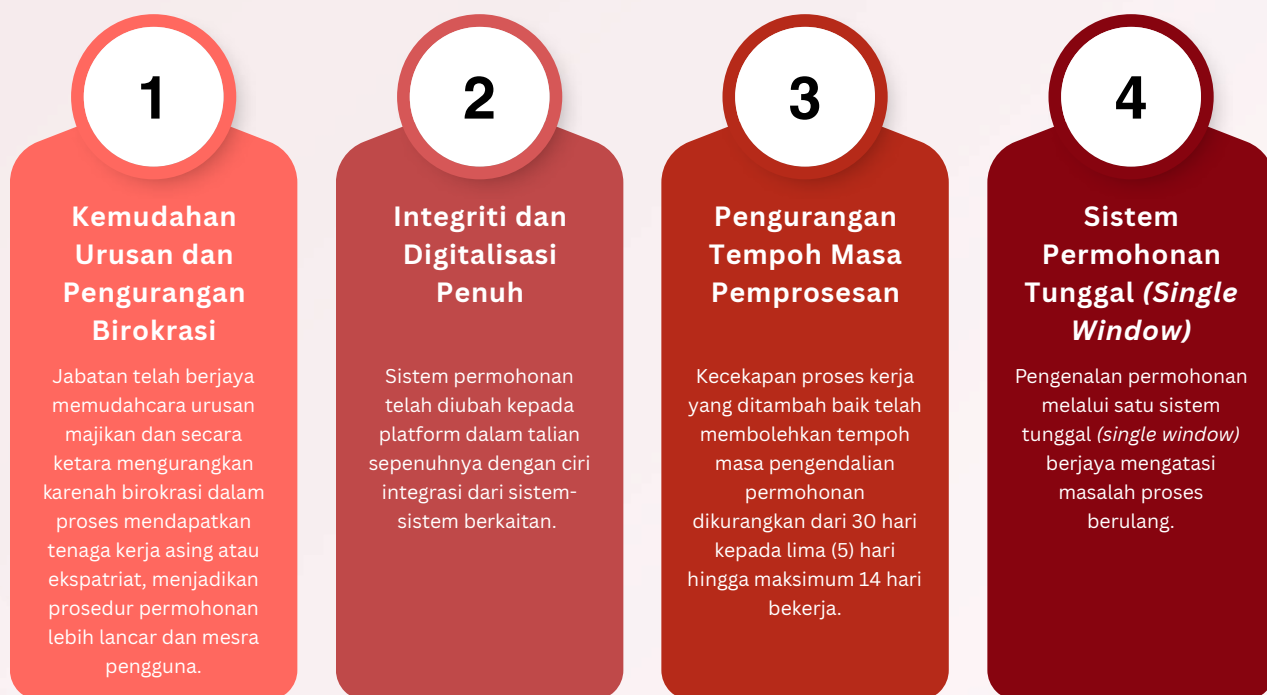 1
Kemudahan
Urusan dan
Pengurangan
Birokrasi
Jabatan telah berjaya
memudahcara urusan
majikan dan secara
ketara mengurangkan
karenah birokrasi dalam
proses mendapatkan
tenaga kerja asing atau
ekspatriat, menjadikan
prosedur permohonan
lebih lancar dan mesra
pengguna.
2
Integriti dan
Digitalisasi
Penuh
Sistem permohonan
telah diubah kepada
platform dalam talian
sepenuhnya dengan ciri
integrasi dari sistem-
sistem berkaitan.
3
Pengurangan
Tempoh Masa
Pemprosesan
Kecekapan proses kerja
yang ditambah baik telah
membolehkan tempoh
masa pengendalian
permohonan
dikurangkan dari 30 hari
kepada lima (5) hari
hingga maksimum 14 hari
bekerja.
4
Sistem
Permohonan
Tunggal (Single
Window)
Pengenalan permohonan
melalui satu sistem
tunggal (single window)
berjaya mengatasi
masalah proses
berulang.